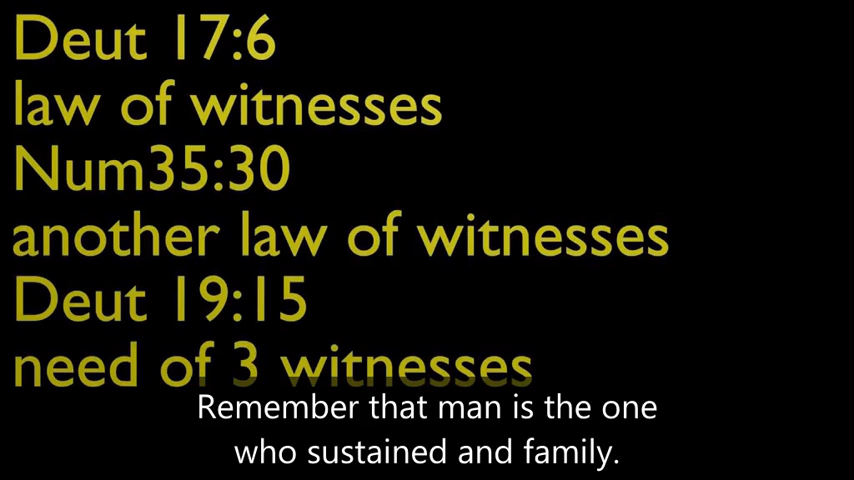 Deut 17:6
law of witnesses
Num35:30
another law of witnesses
Deut 19:15
need of 3 witnesses
Remember that man is the one
who sustained and family.